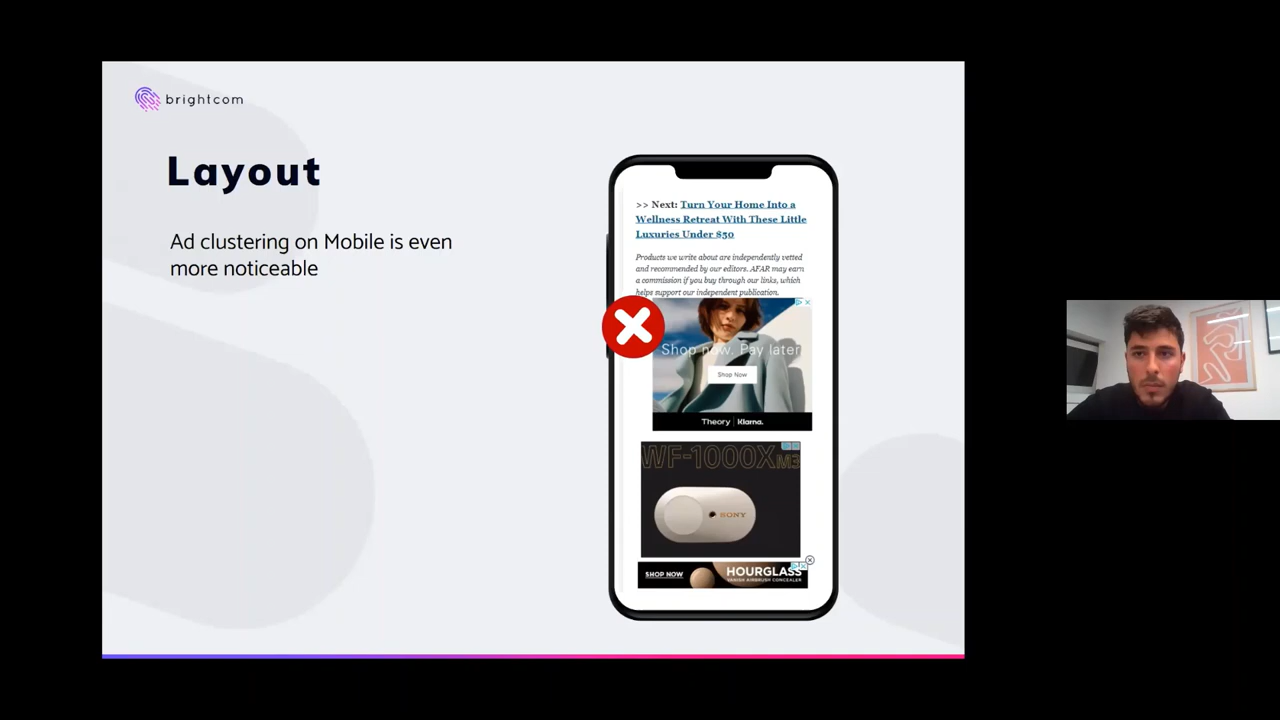 brightcom
Layout
Ad clustering on Mobile is even
more noticeable
>> Next: Turn Your Home Into a
Wellness Retreat With These Little
Luxuries Under $50
Products we write about are independently vetted
and recommended by our editors. AFAR may earn
a commission if you buy through our links, which
helps support our independent publication.
Shop now. Pay later
Shop Now
Theory | Klarna.
WF-1000XM3
SONY
SHOP NOW
HOURGLASS
VANISH AIRBRUSH CONCEALER